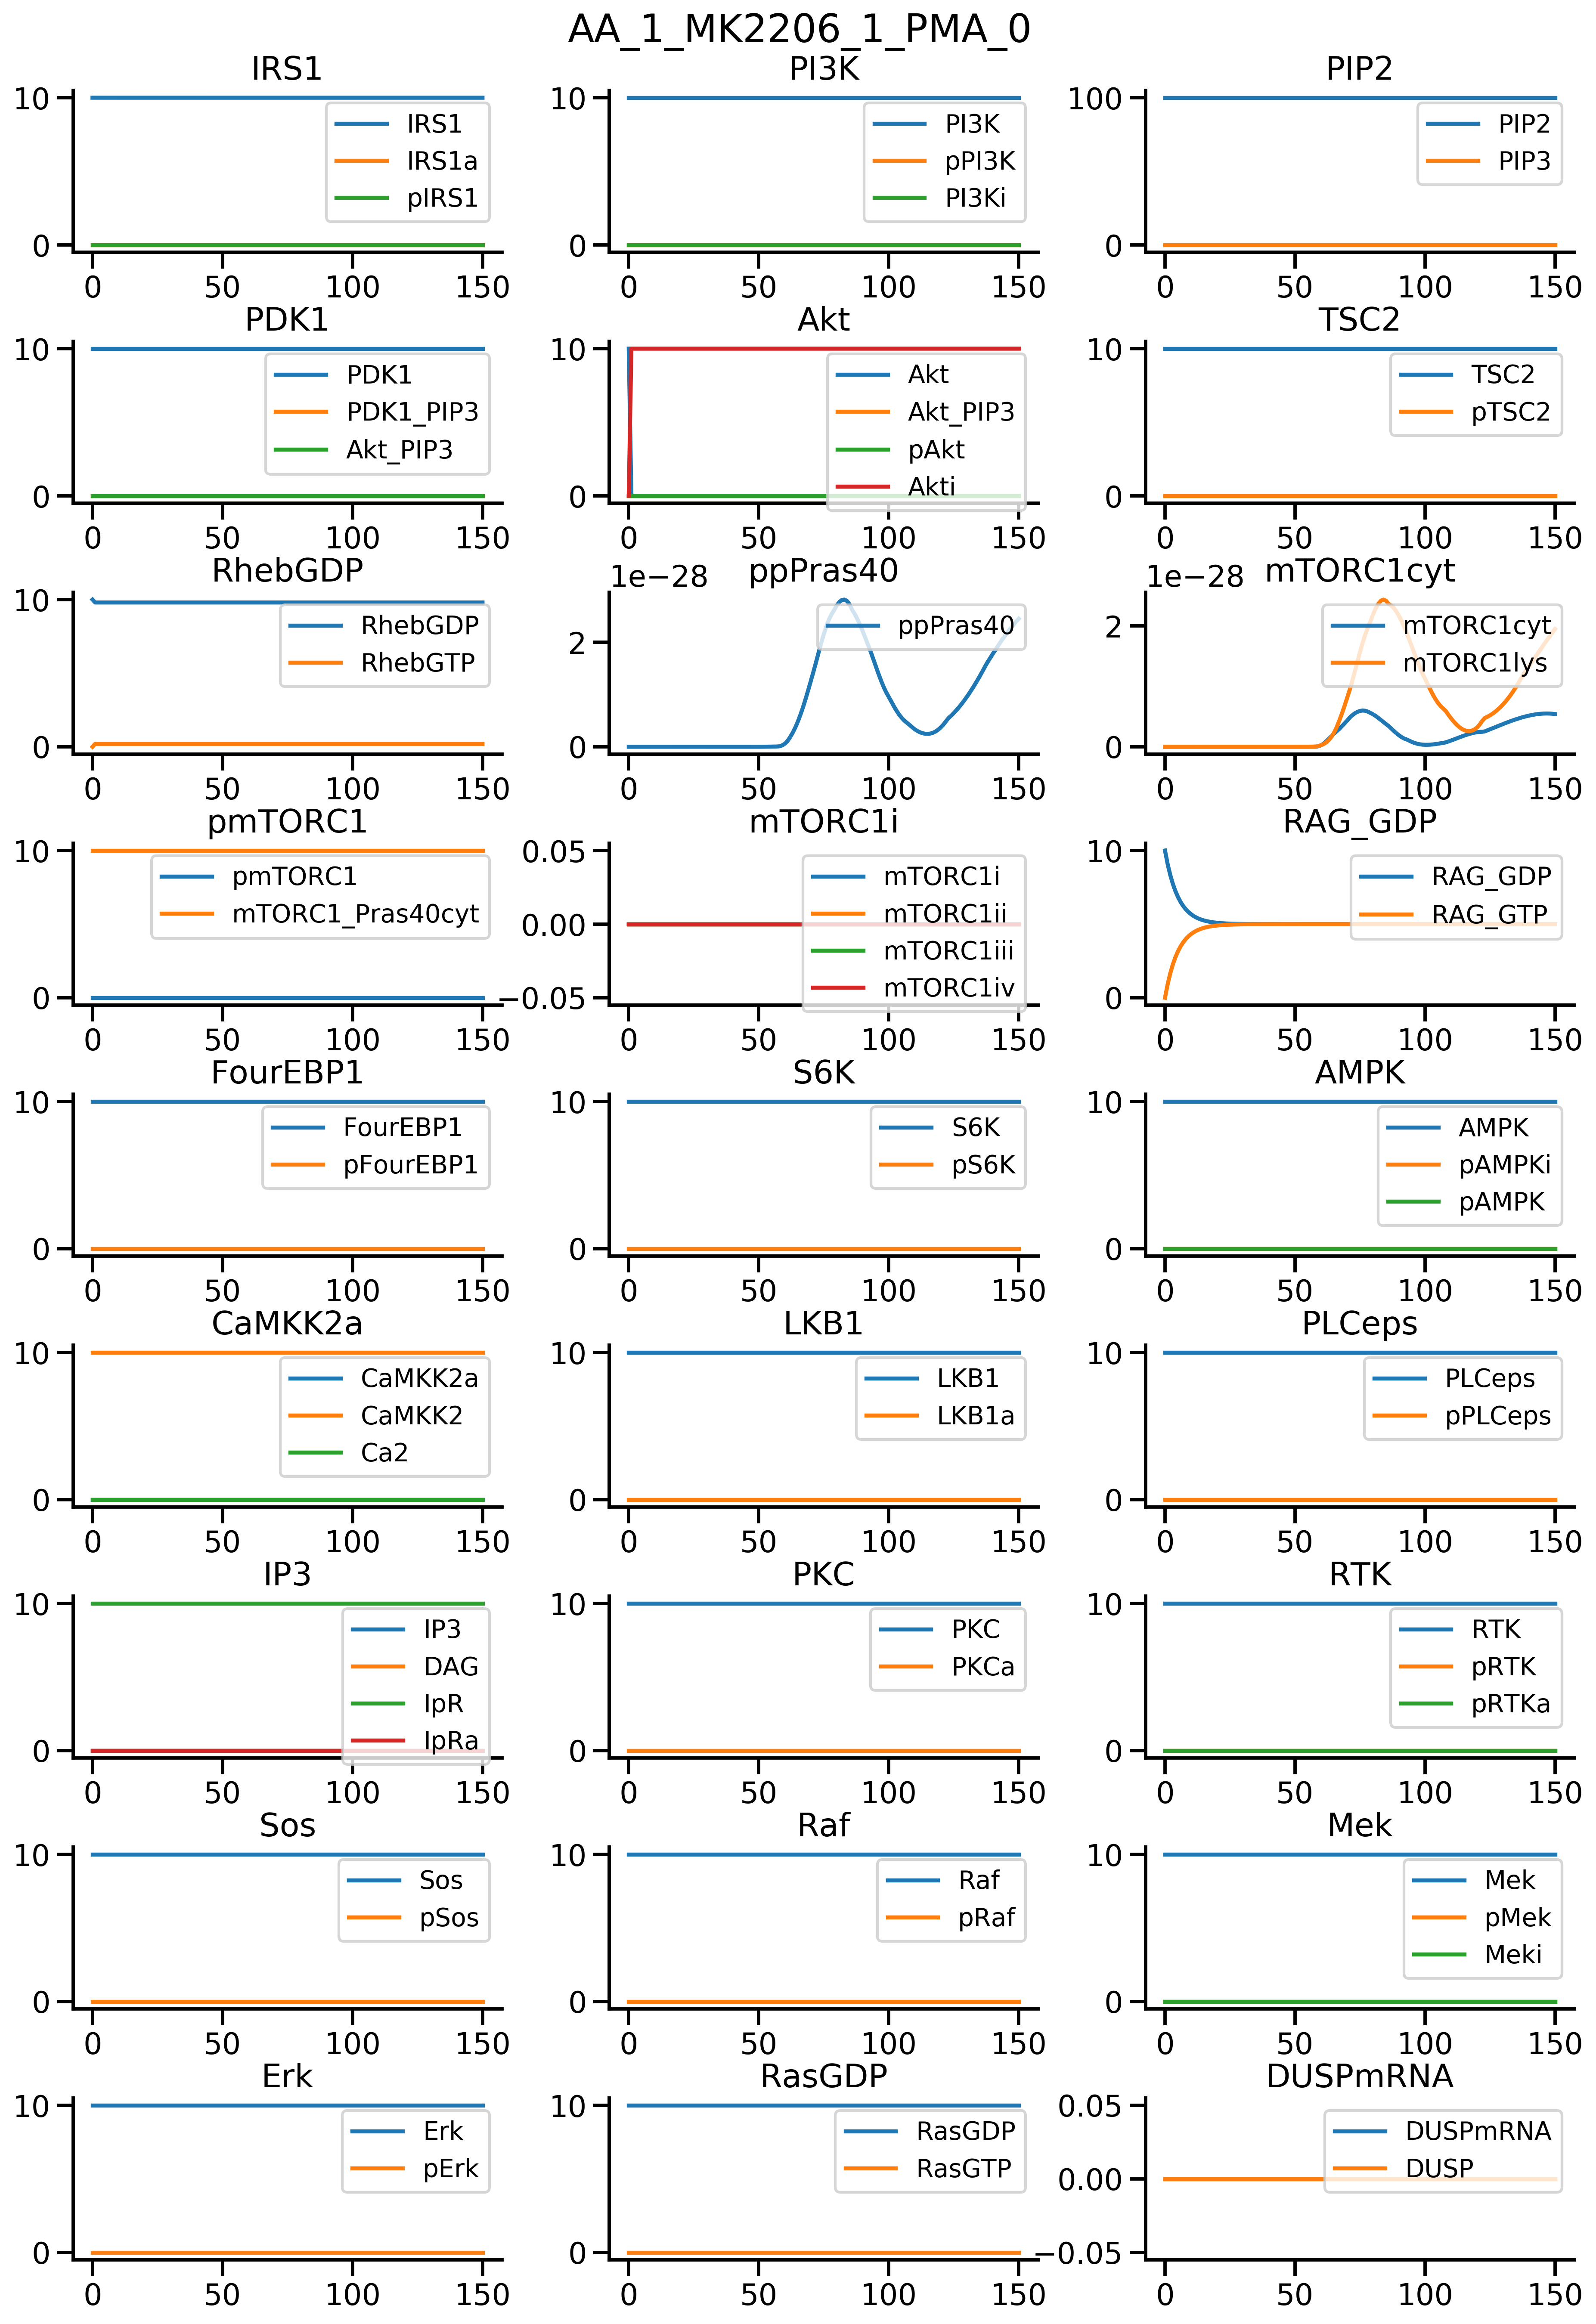 AA_1_MK2206_1_PMA_0
IRS1
10
0
0 50 100 150
IRS1
IRS1a
pIRS1
PI3K
10
0
0 50 100 150
PI3K
pPI3K
PI3Ki
PIP2
100
0
0 50 100 150
PIP2
PIP3
PDK1
10
0
0 50 100 150
PDK1
PDK1_PIP3
Akt_PIP3
Akt
10
0
0 50 100 150
Akt
Akt_PIP3
pAkt
Akti
TSC2
10
0
0 50 100 150
TSC2
pTSC2
RhebGDP
10
0
0 50 100 150
RhebGDP
RhebGTP
1e−28 ppPras40
2
0
0 50 100 150
ppPras40
1e−28 mTORC1cyt
2
0
0 50 100 150
mTORC1cyt
mTORC1lys
pmTORC1
10
0
0 50 100 150
pmTORC1
mTORC1_Pras40cyt
mTORC1i
0.05
0.00
−0.05
0 50 100 150
mTORC1i
mTORC1ii
mTORC1iii
mTORC1iv
RAG_GDP
10
0
0 50 100 150
RAG_GDP
RAG_GTP
FourEBP1
10
0
0 50 100 150
FourEBP1
pFourEBP1
S6K
10
0
0 50 100 150
S6K
pS6K
AMPK
10
0
0 50 100 150
AMPK
pAMPKi
pAMPK
CaMKK2a
10
0
0 50 100 150
CaMKK2a
CaMKK2
Ca2
LKB1
10
0
0 50 100 150
LKB1
LKB1a
PLCeps
10
0
0 50 100 150
PLCeps
pPLCeps
IP3
10
0
0 50 100 150
IP3
DAG
IpR
IpRa
PKC
10
0
0 50 100 150
PKC
PKCa
RTK
10
0
0 50 100 150
RTK
pRTK
pRTKa
Sos
10
0
0 50 100 150
Sos
pSos
Raf
10
0
0 50 100 150
Raf
pRaf
Mek
10
0
0 50 100 150
Mek
pMek
Meki
Erk
10
0
0 50 100 150
Erk
pErk
RasGDP
10
0
0 50 100 150
RasGDP
RasGTP
DUSPmRNA
0.05
0.00
−0.05
0 50 100 150
DUSPmRNA
DUSP